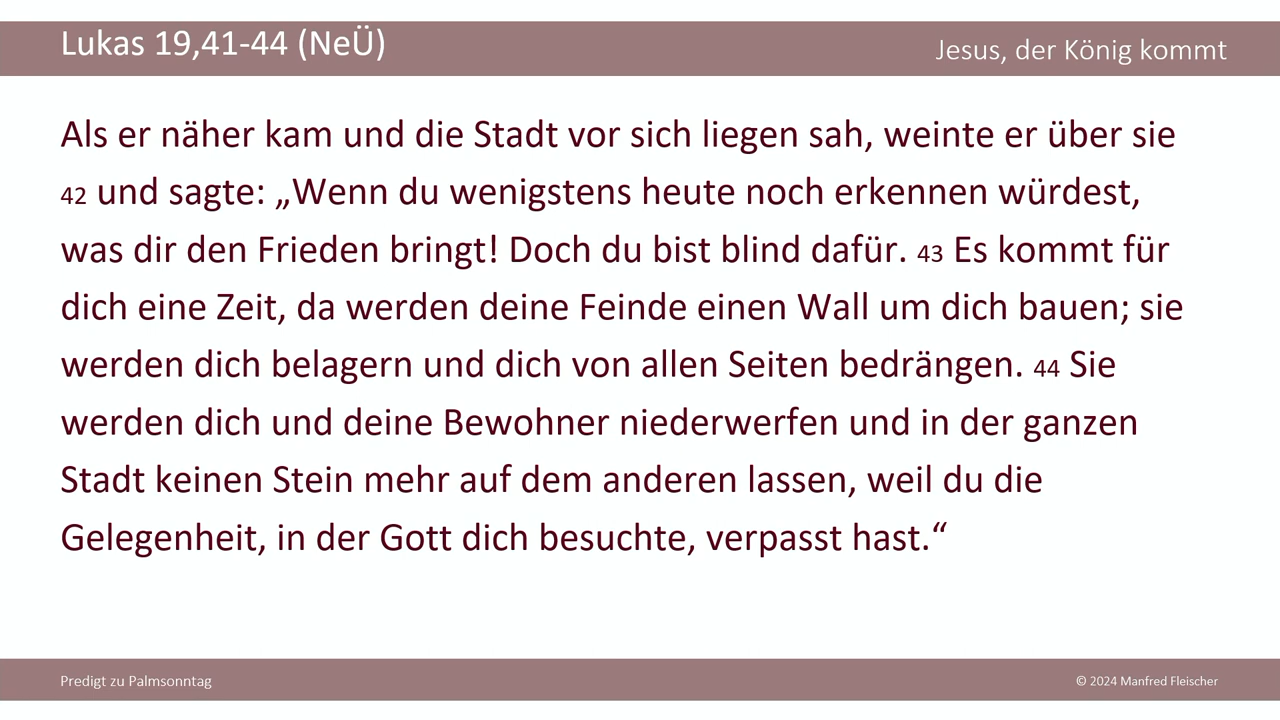 Lukas 19,41-44 (NeÜ)
Jesus, der König kommt
Als er näher kam und die Stadt vor sich liegen sah, weinte er über sie
42 und sagte: „Wenn du wenigstens heute noch erkennen würdest,
was dir den Frieden bringt! Doch du bist blind dafür. 43 Es kommt für
dich eine Zeit, da werden deine Feinde einen Wall um dich bauen; sie
werden dich belagern und dich von allen Seiten bedrängen. 44 Sie
werden dich und deine Bewohner niederwerfen und in der ganzen
Stadt keinen Stein mehr auf dem anderen lassen, weil du die
Gelegenheit, in der Gott dich besuchte, verpasst hast.“
Predigt zu Palmsonntag
© 2024 Manfred Fleischer